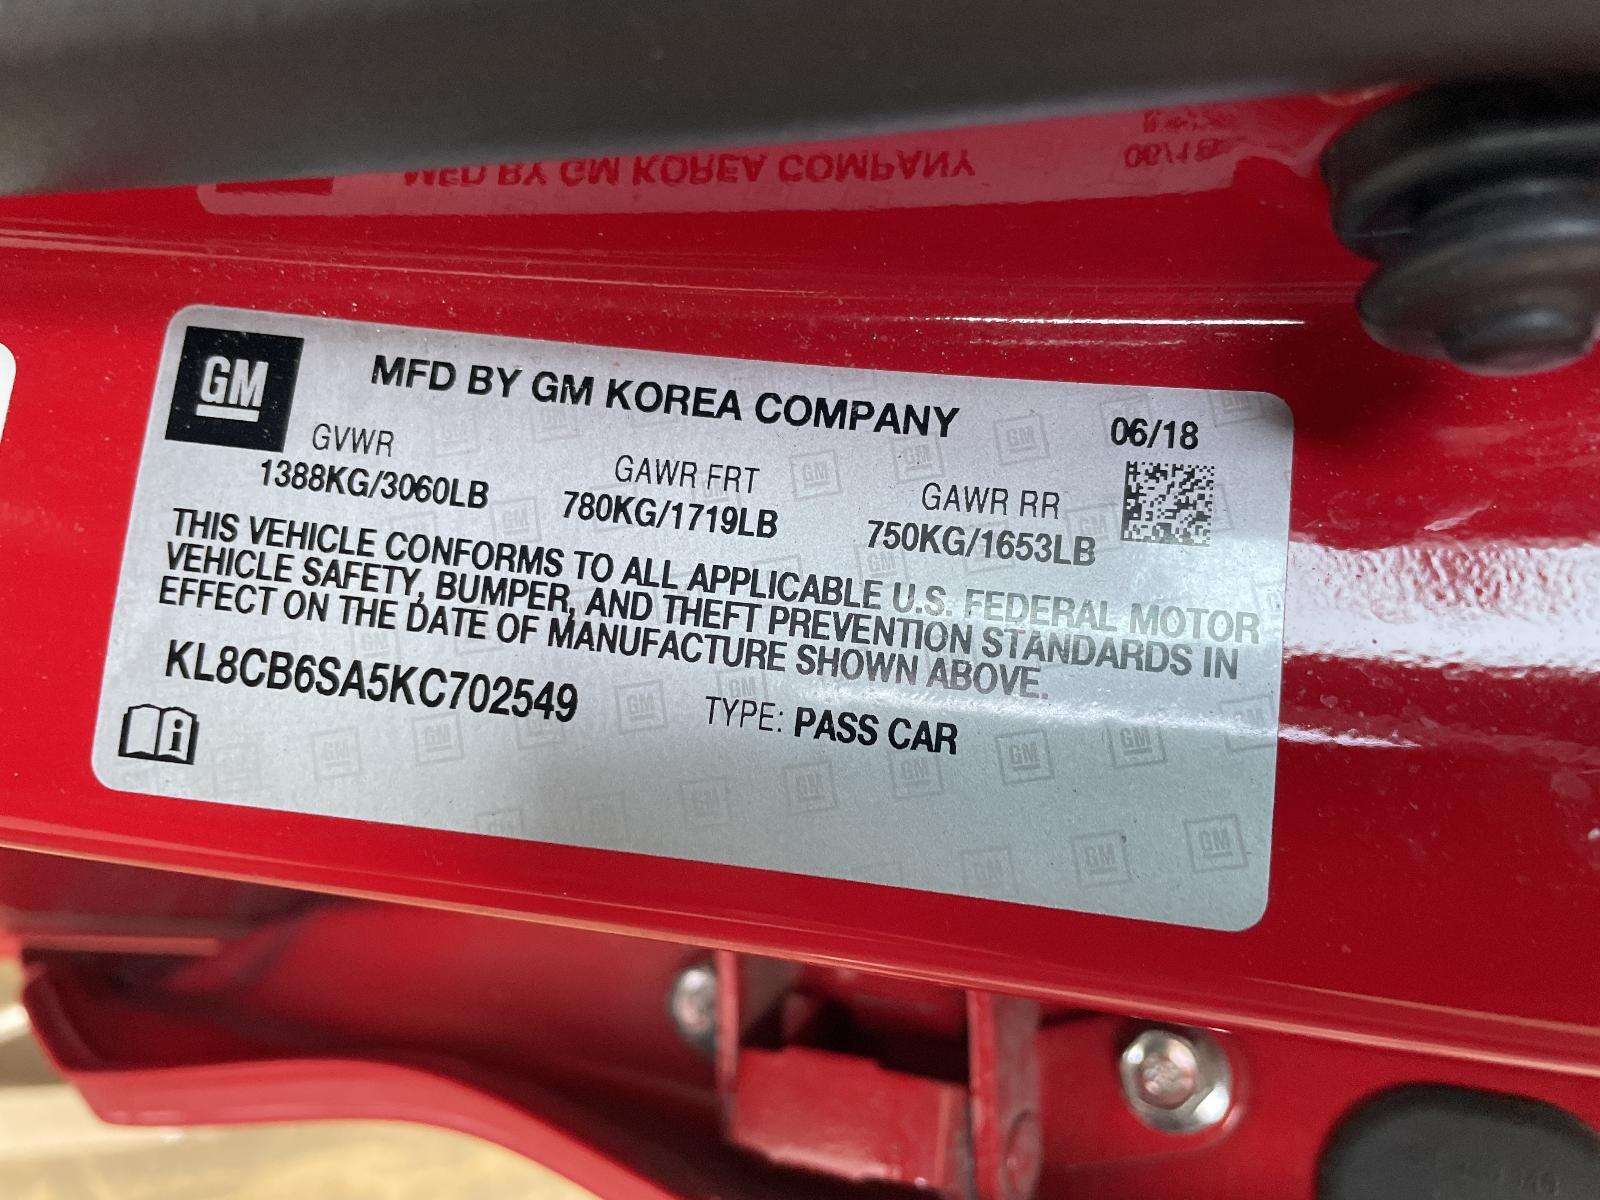 MFD BY GM KOREA COMPANY
06/18
GM
MFD BY GM KOREA COMPANY
06/18
GVWR
GAWR FRT
GAWR RR
1388KG/3060LB
780KG/1719LB
750KG/1653LB
THIS VEHICLE CONFORMS TO ALL APPLICABLE U.S. FEDERAL MOTOR
VEHICLE SAFETY, BUMPER, AND THEFT PREVENTION STANDARDS IN
EFFECT ON THE DATE OF MANUFACTURE SHOWN ABOVE.
KL8CB6SA5KC702549
TYPE: PASS CAR